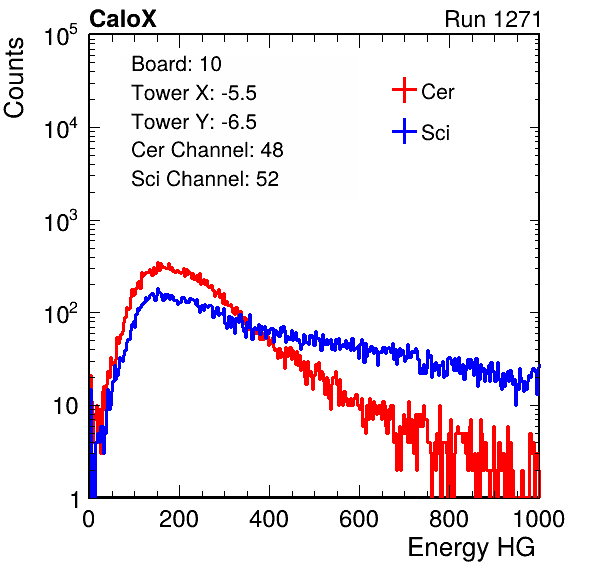 CaloX Run 1271
Counts
10^5
10^4
10^3
10^2
10
1
Board: 10
Tower X: -5.5
Tower Y: -6.5
Cer Channel: 48
Sci Channel: 52
Cer
Sci
0 200 400 600 800 1000
Energy HG